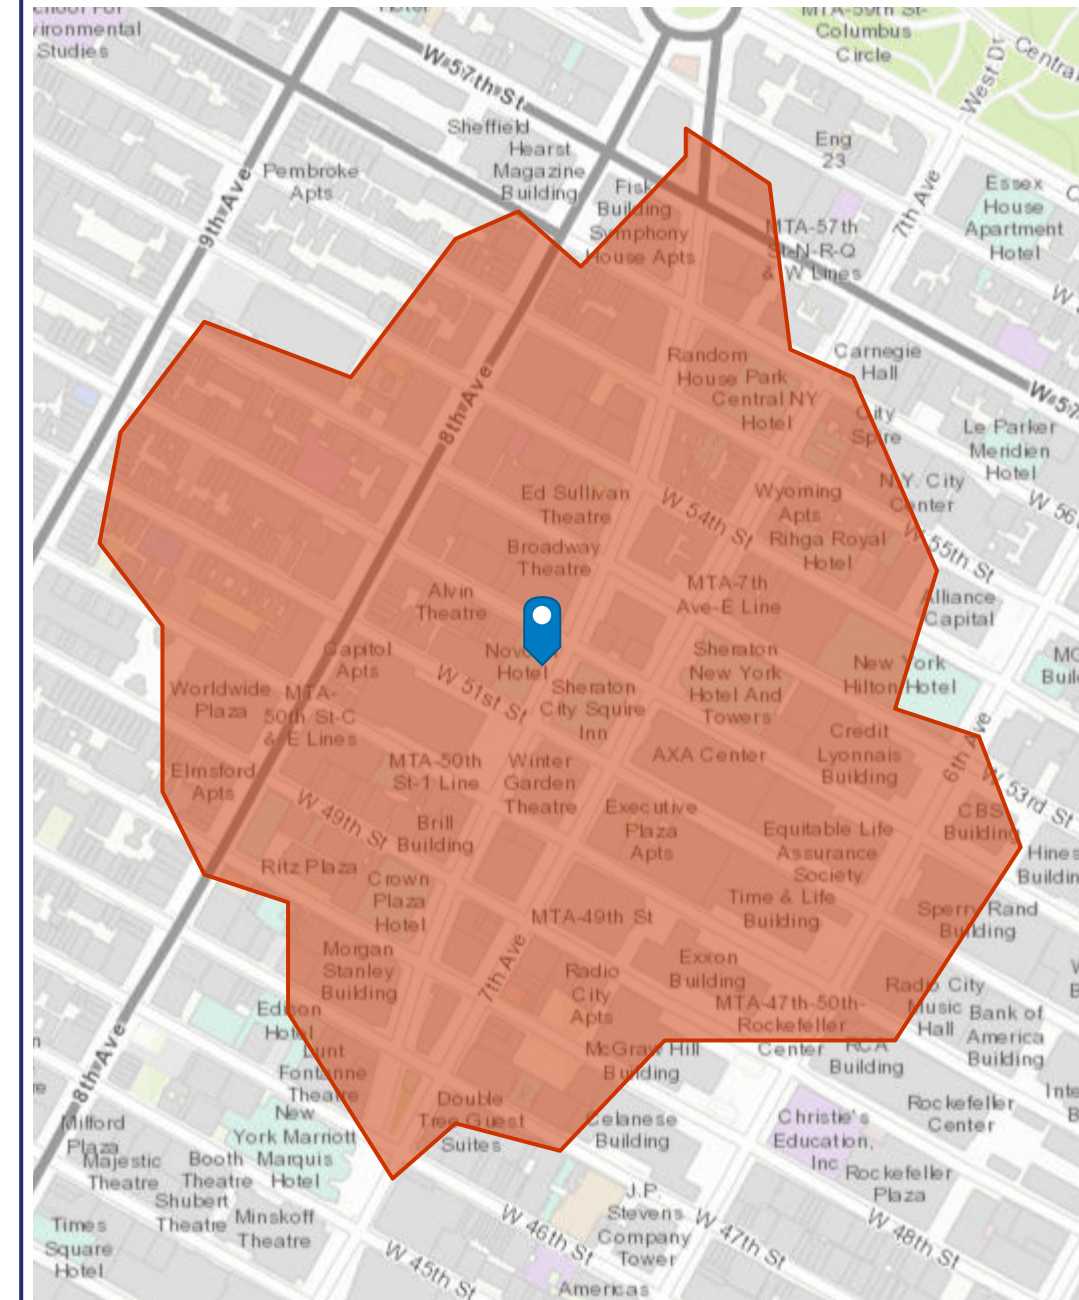 ironmental
Studies
W 57th St
MTA-59th St-
Columbus
Circle
West Dr
Central
9th Ave
Pembroke
Apts
Sheffield
Hearst
Magazine
Building
Fisk
Building
Symphony
House Apts
Eng
23
7th Ave
Essex
House
Apartment
Hotel
MTA-57th
St-N-R-Q
& W Lines
Random
House Park
Central NY
Hotel
Carnegie
Hall
W 57
City
Spire
Le Parker
Meridien
Hotel
8th Ave
N.Y. City
Center
W 56
Ed Sullivan
Theatre
W 54th St
Wyoming
Apts
W 55th St
Broadway
Theatre
Rihga Royal
Hotel
Alvin
Theatre
MTA-7th
Ave-E Line
Alliance
Capital
Capitol
Apts
Novotel
Hotel
W 51st St
Sheraton
City Squire
Inn
Sheraton
New York
Hotel And
Towers
New York
Hilton Hotel
Worldwide
Plaza
MTA-
50th St-C
& E Lines
Elmsford
Apts
MTA-50th
St-1 Line
Winter
Garden
Theatre
AXA Center
Credit
Lyonnais
Building
6th Ave
W 53rd St
W 49th St
Brill
Building
Executive
Plaza
Apts
Equitable Life
Assurance
Society
CBS
Building
Hines
Buildin
Ritz Plaza
Crown
Plaza
Hotel
MTA-49th St
Time & Life
Building
Sperry Rand
Building
Morgan
Stanley
Building
7th Ave
Radio
City
Apts
Exxon
Building
MTA-47th-50th-
Rockefeller
Center
Radio City
Music
Hall
Bank of
America
Building
Edison
Hotel
Lunt
Fontanne
Theatre
McGraw Hill
Building
RCA
Building
8th Ave
Double
Tree Guest
Suites
Celanese
Building
Christie's
Education,
Inc
Rockefeller
Center
Milford
Plaza
New
York Marriott
Marquis
Hotel
Majestic
Theatre
Booth
Theatre
Shubert
Theatre
Minskoff
Theatre
Rockefeller
Plaza
Times
Square
Hotel
W 45th St
W 46th St
J.P.
Stevens
Company
Tower
W 47th St
W 48th St
Americas